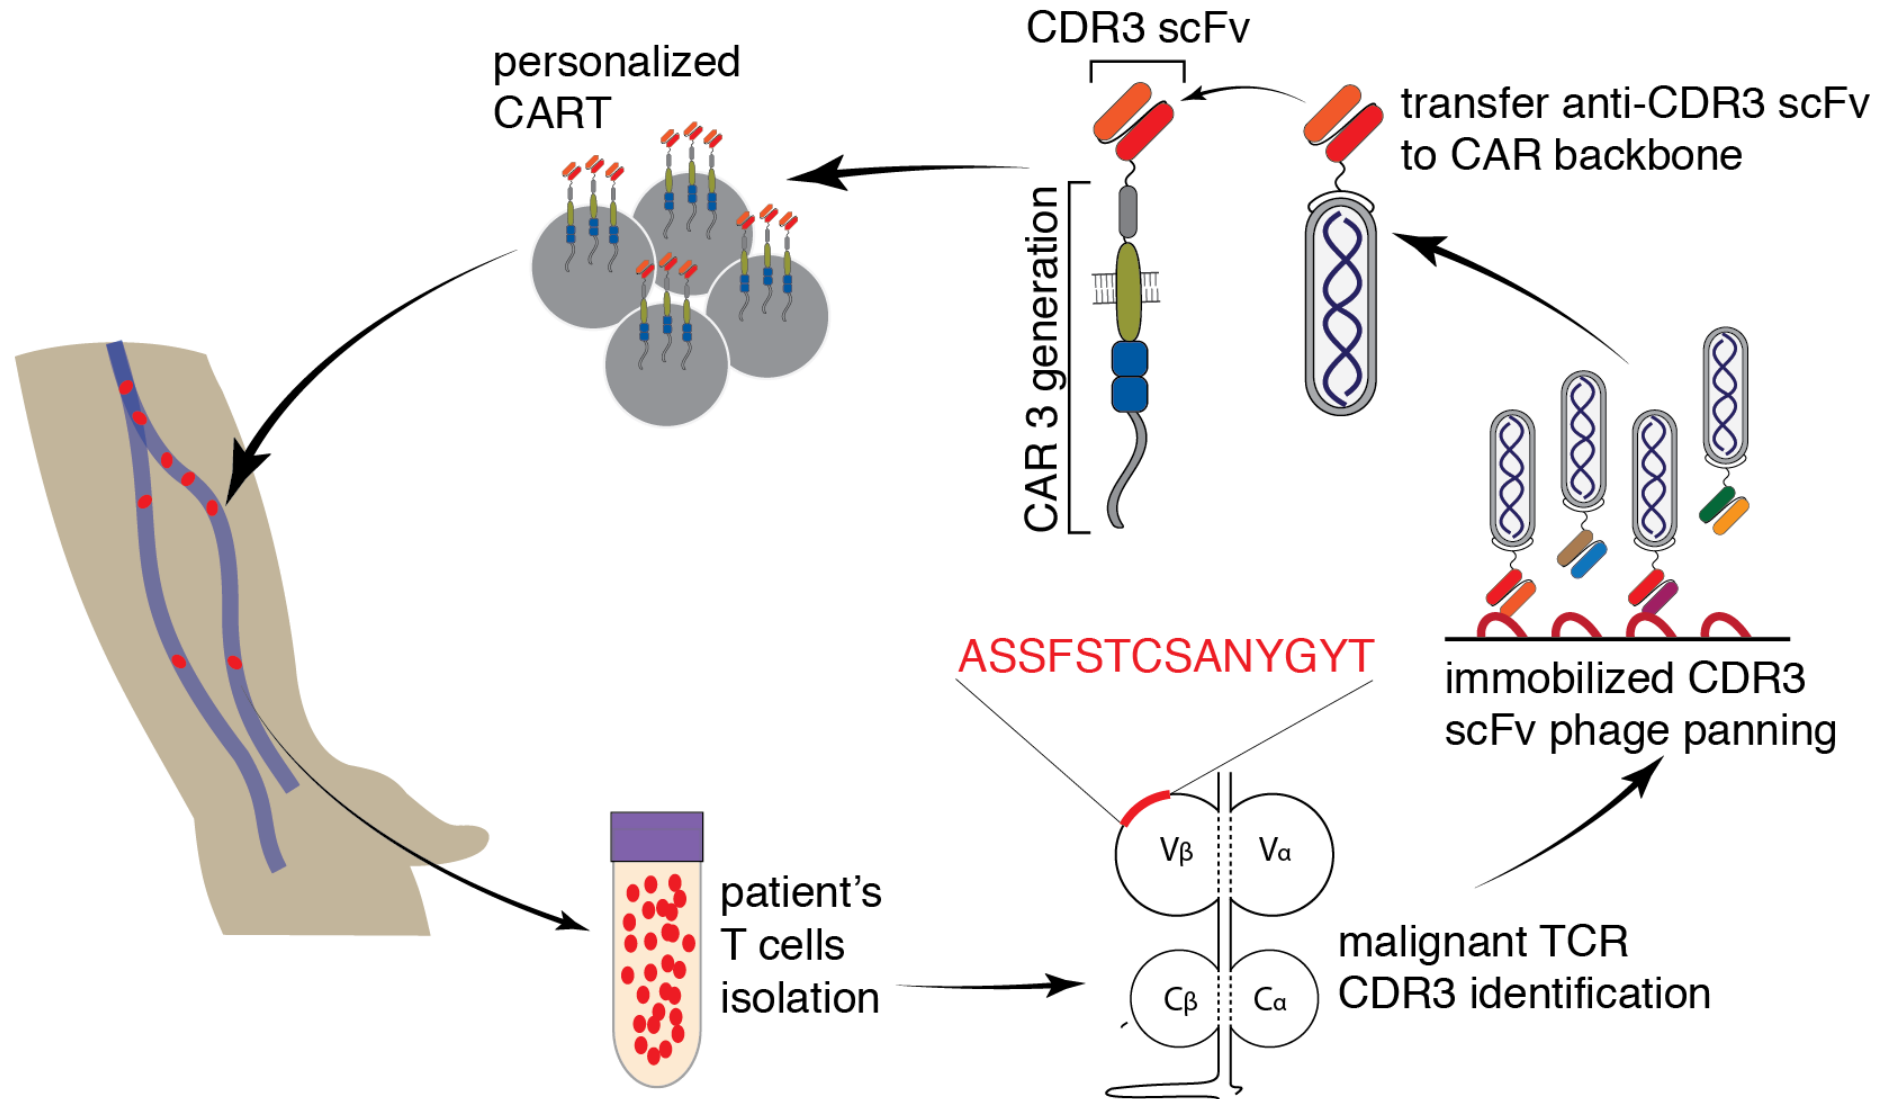 personalized
CART
CDR3 scFv
transfer anti-CDR3 scFv
to CAR backbone
CAR 3 generation
ASSFSTCSANYGYT
immobilized CDR3
scFv phage panning
Vβ
Vα
Cβ
Cα
patient's
T cells
isolation
malignant TCR
CDR3 identification